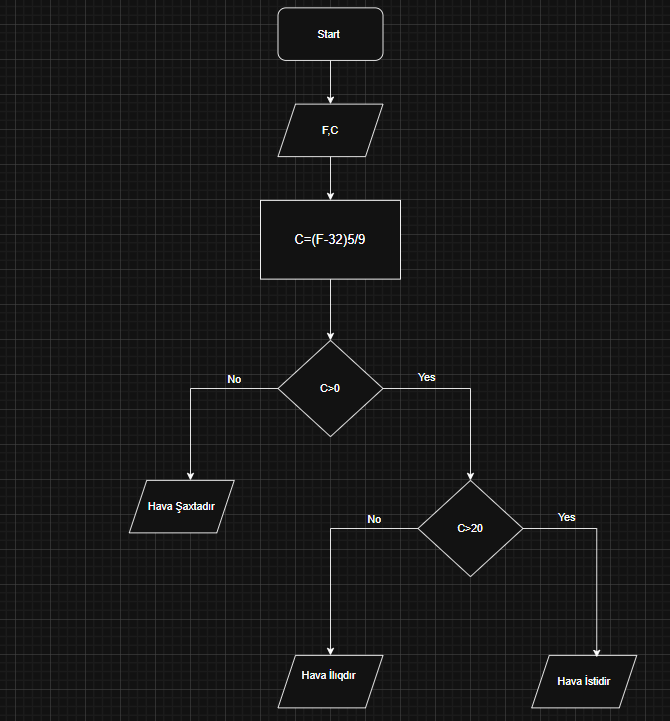 Start
F,C
C=(F-32)5/9
C>0
No
Yes
Hava Şaxtadır
C>20
No
Yes
Hava İlıqdır
Hava İstidir